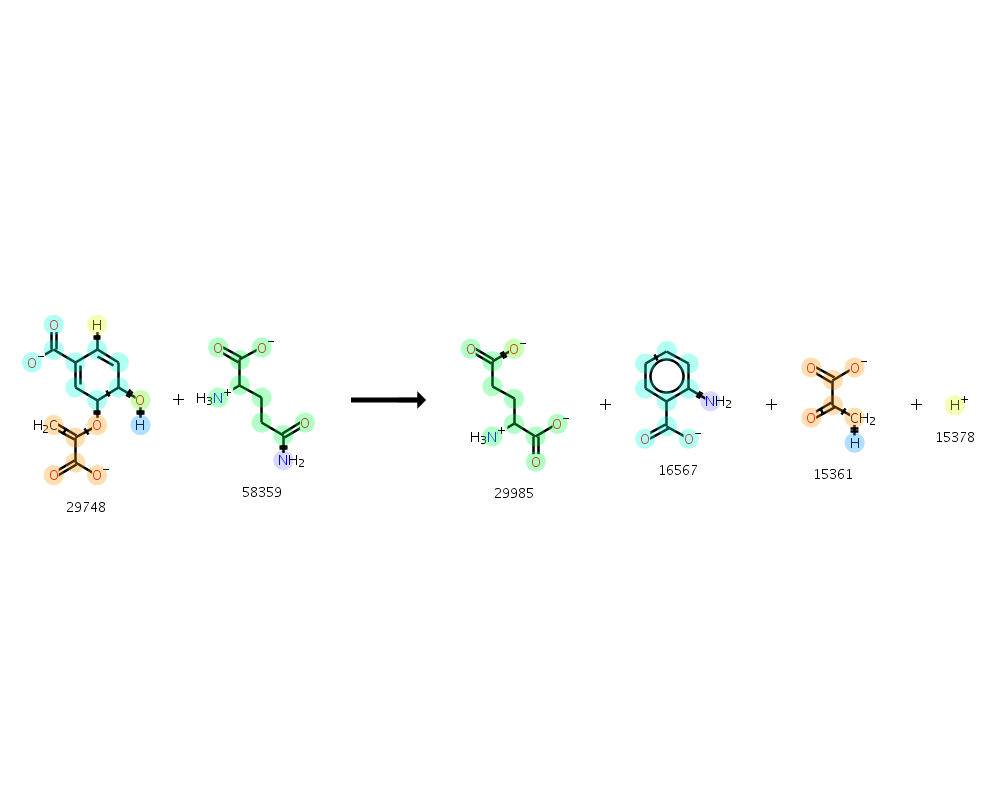 O H
O⁻
O
H₂C O H
O O⁻
29748
+
O O⁻
H₃N⁺ O
NH₂
58359
O O⁻
H₃N⁺ O⁻
O
29985
+
NH₂
O O⁻
16567
+
O O⁻
O CH₂
H
15361
+
H⁺
15378